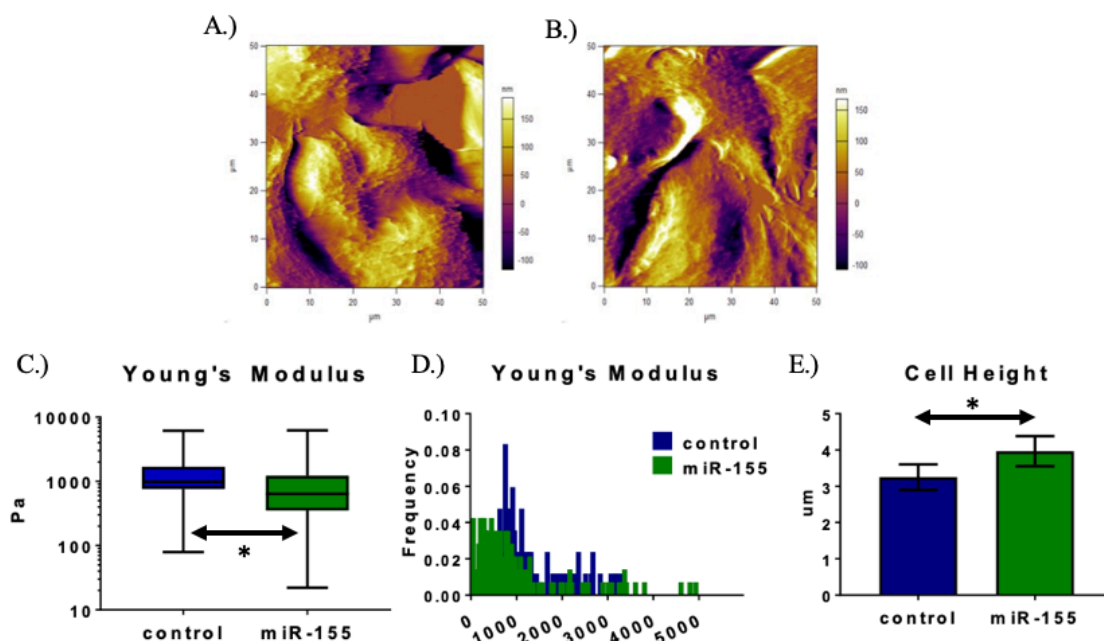 A.)
B.)
50
40
30
20
10
0
µm
0
10
20
30
40
50
µm
nm
150
100
50
0
-50
-100
50
40
30
20
10
0
µm
0
10
20
30
40
50
µm
nm
150
100
50
0
-50
-100
C.)
Young's Modulus
10000
1000
100
10
Pa
*
control
miR-155
D.)
Young's Modulus
0.10
0.08
0.06
0.04
0.02
0.00
Frequency
control
miR-155
0
1000
2000
3000
4000
5000
E.)
Cell Height
*
5
4
3
2
1
0
um
control
miR-155